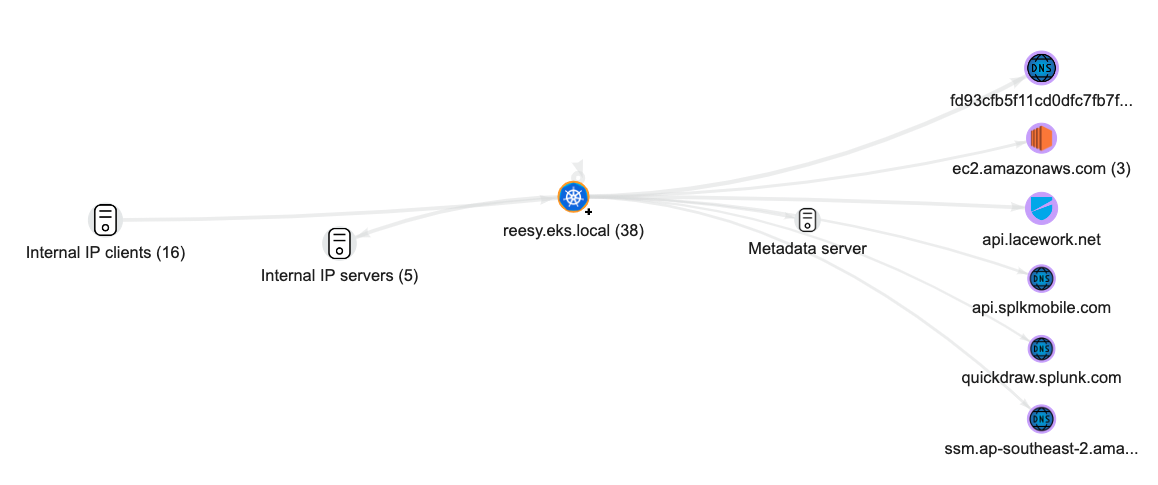 DNS
fd93cfb5f11cd0dfc7fb7f...
ec2.amazonaws.com (3)
api.lacework.net
reesy.eks.local (38)
Internal IP clients (16)
Internal IP servers (5)
Metadata server
DNS
api.splkmobile.com
DNS
quickdraw.splunk.com
DNS
ssm.ap-southeast-2.ama...